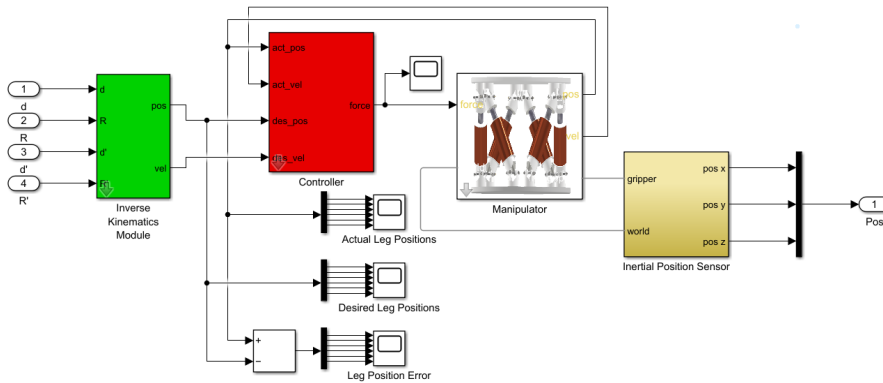 1
d
2
R
3
d'
4
R'
d
R
d'
pos
vel
Inverse
Kinematics
Module
act_pos
act_vel
des_pos
force
Controller
force
pos
vel
Manipulator
gripper
world
pos x
pos y
pos z
Inertial Position Sensor
1
Pos
Actual Leg Positions
Desired Leg Positions
+
−
Leg Position Error